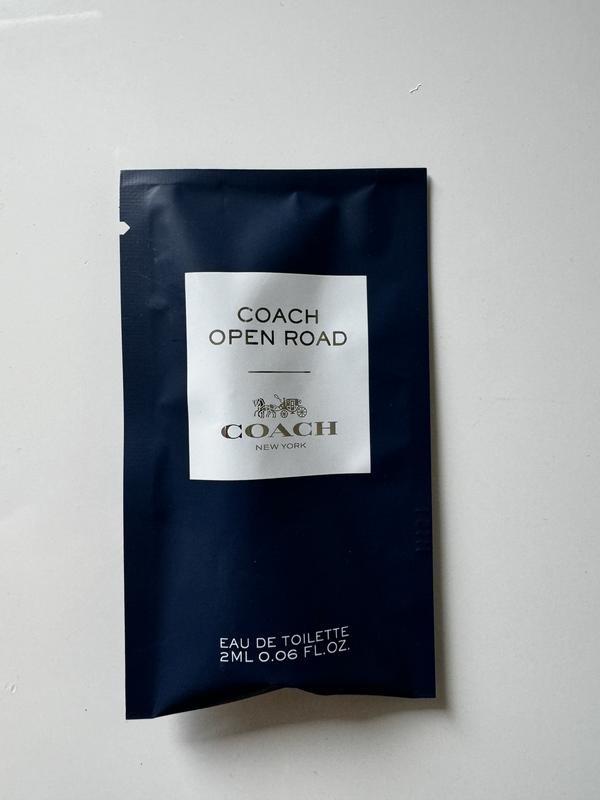 COACH
OPEN ROAD
COACH
NEW YORK
EAU DE TOILETTE
2ML 0.06 FL.OZ.